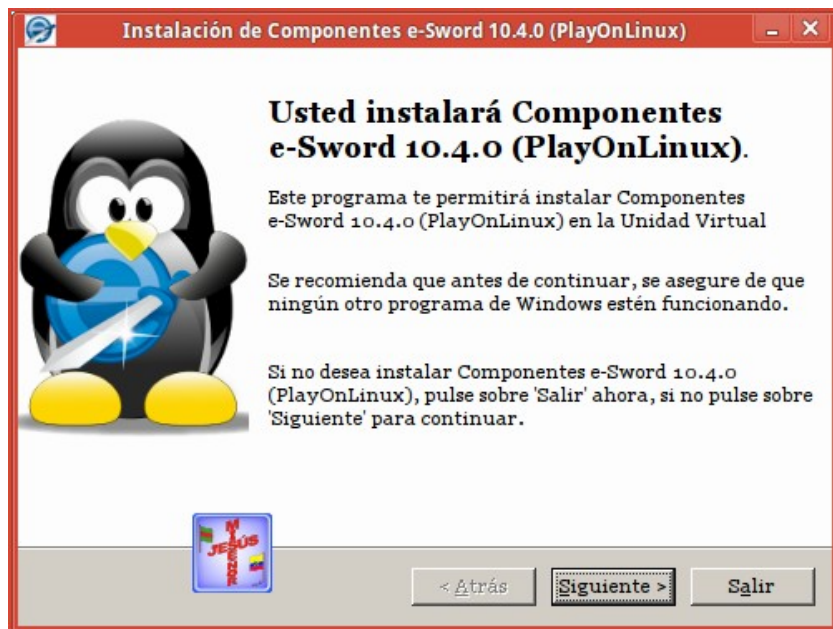 Instalación de Componentes e-Sword 10.4.0 (PlayOnLinux)
Usted instalará Componentes
e-Sword 10.4.0 (PlayOnLinux).
Este programa te permitirá instalar Componentes
e-Sword 10.4.0 (PlayOnLinux) en la Unidad Virtual
Se recomienda que antes de continuar, se asegure de que
ningún otro programa de Windows estén funcionando.
Si no desea instalar Componentes e-Sword 10.4.0
(PlayOnLinux), pulse sobre 'Salir' ahora, si no pulse sobre
'Siguiente' para continuar.
JESÚS
< Atrás
Siguiente >
Salir